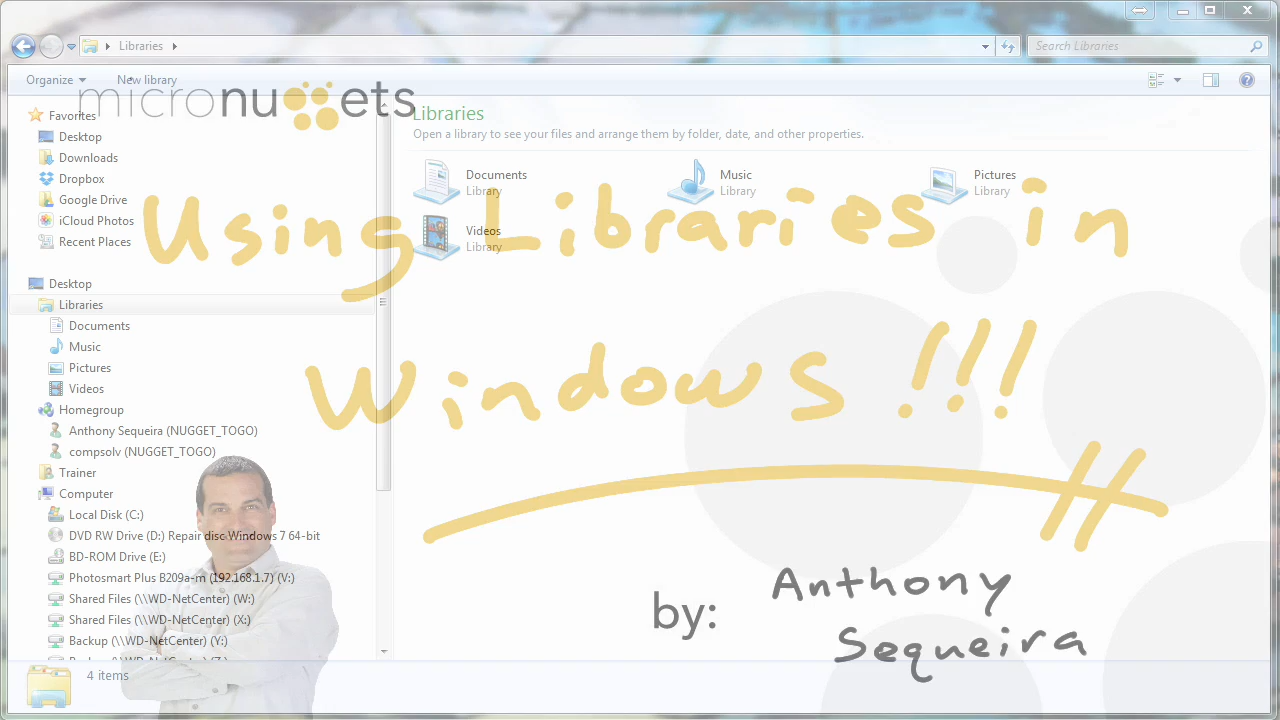 Libraries
Search Libraries
Organize
New library
micronuggets
Favorites
Desktop
Downloads
Dropbox
Google Drive
iCloud Photos
Recent Places
Desktop
Libraries
Documents
Music
Pictures
Videos
Homegroup
Anthony Sequeira (NUGGET_TOGO)
compsolv (NUGGET_TOGO)
Trainer
Computer
Local Disk (C:)
DVD RW Drive (D:) Repair disc Windows 7 64-bit
BD-ROM Drive (E:)
Photosmart Plus B209a-m (192.168.1.7) (V:)
Shared Files (\\WD-NetCenter) (W:)
Shared Files (\\WD-NetCenter) (X:)
Backup (\\WD-NetCenter) (Y:)
Libraries
Open a library to see your files and arrange them by folder, date, and other properties.
Documents
Library
Music
Library
Pictures
Library
Videos
Library
Using Libraries in
Windows !!!
by: Anthony
Sequeira
4 items